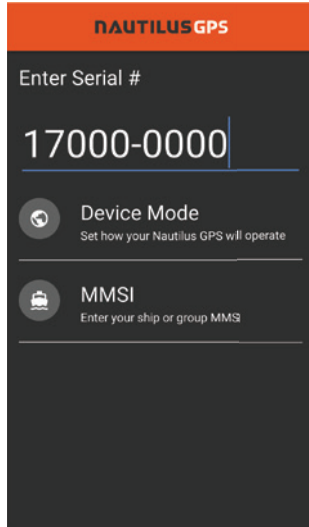 NAUTILUS GPS
Enter Serial #
17000-0000
Device Mode
Set how your Nautilus GPS will operate
MMSI
Enter your ship or group MMSI